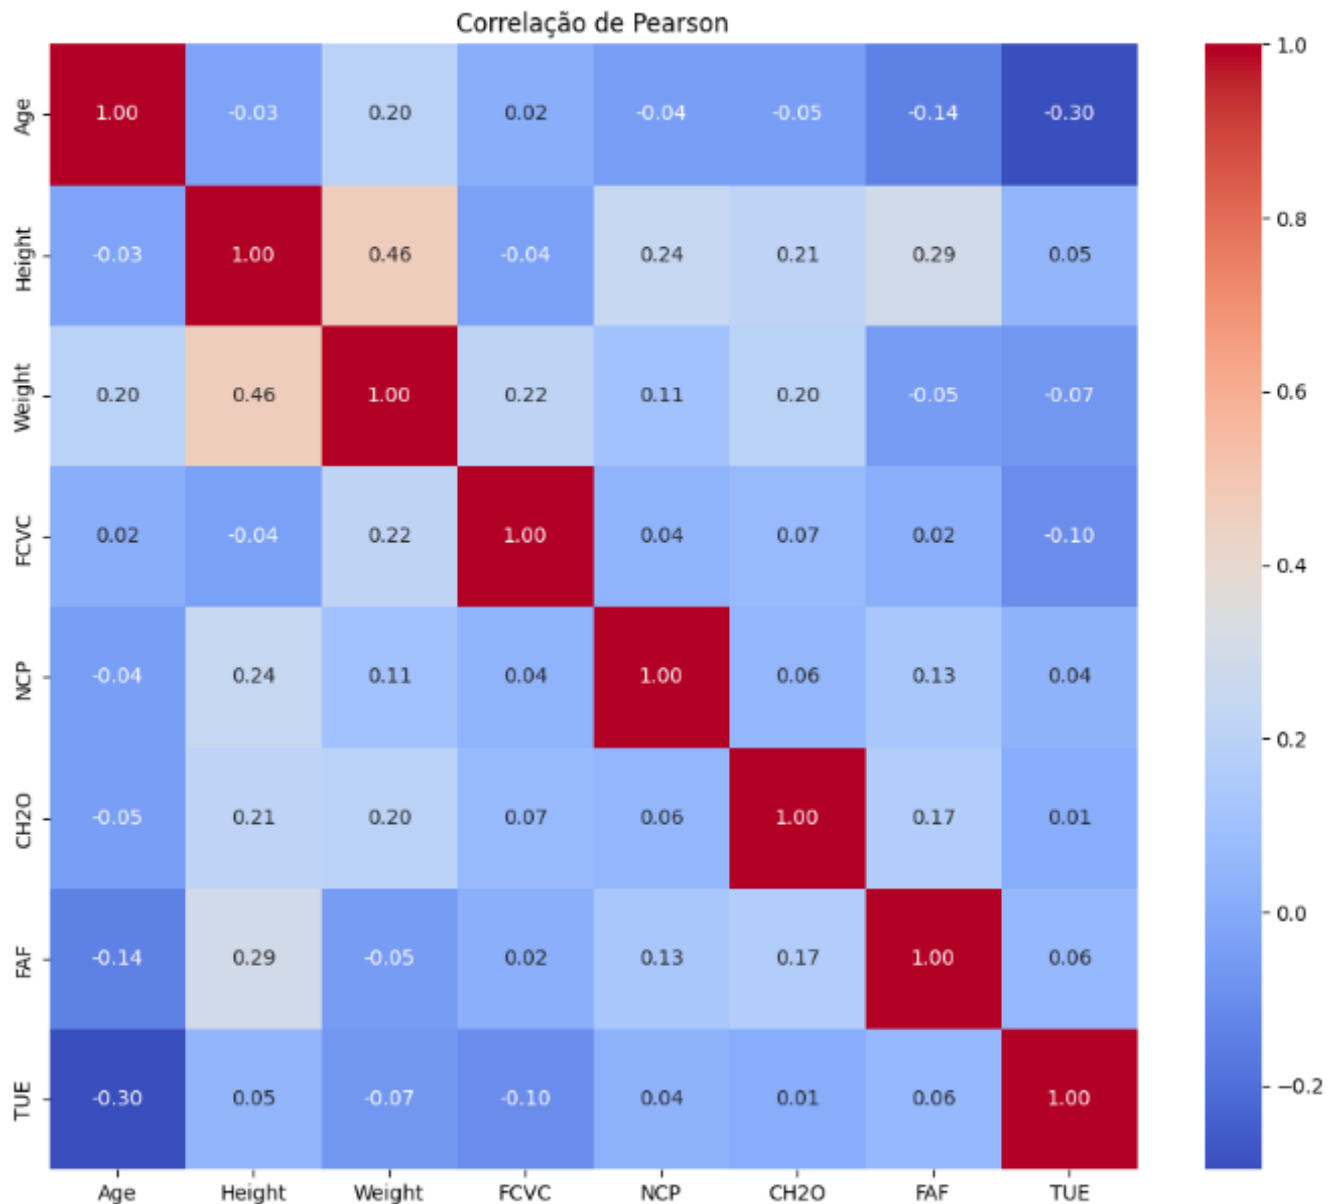 Correlação de Pearson
Age 1.00 -0.03 0.20 0.02 -0.04 -0.05 -0.14 -0.30
Height -0.03 1.00 0.46 -0.04 0.24 0.21 0.29 0.05
Weight 0.20 0.46 1.00 0.22 0.11 0.20 -0.05 -0.07
FCVC 0.02 -0.04 0.22 1.00 0.04 0.07 0.02 -0.10
NCP -0.04 0.24 0.11 0.04 1.00 0.06 0.13 0.04
CH2O -0.05 0.21 0.20 0.07 0.06 1.00 0.17 0.01
FAF -0.14 0.29 -0.05 0.02 0.13 0.17 1.00 0.06
TUE -0.30 0.05 -0.07 -0.10 0.04 0.01 0.06 1.00
Age Height Weight FCVC NCP CH2O FAF TUE
1.0
0.8
0.6
0.4
0.2
0.0
−0.2